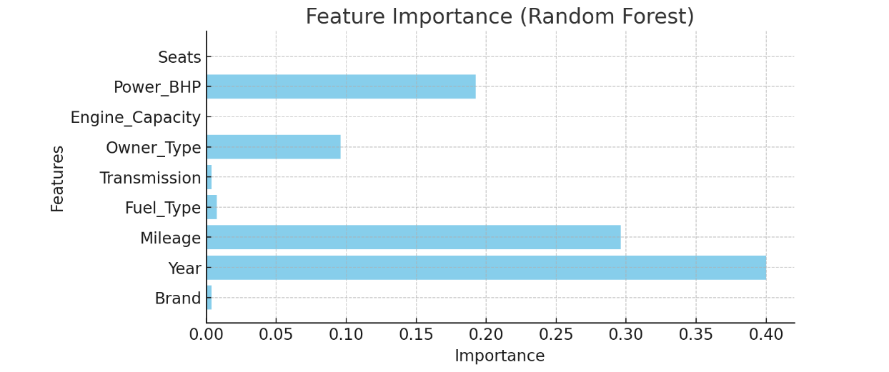 Feature Importance (Random Forest)
Seats
Power_BHP
Engine_Capacity
Owner_Type
Transmission
Fuel_Type
Mileage
Year
Brand
Features
0.00 0.05 0.10 0.15 0.20 0.25 0.30 0.35 0.40
Importance